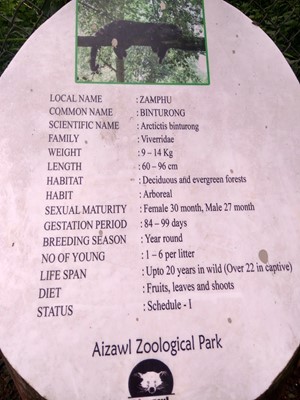 LOCAL NAME : ZAMPHU
COMMON NAME : BINTURONG
SCIENTIFIC NAME : Arctictis binturong
FAMILY : Viverridae
WEIGHT : 9 – 14 Kg
LENGTH : 60 – 96 cm
HABITAT : Deciduous and evergreen forests
HABIT : Arboreal
SEXUAL MATURITY : Female 30 month, Male 27 month
GESTATION PERIOD : 84 – 99 days
BREEDING SEASON : Year round
NO OF YOUNG : 1 – 6 per litter
LIFE SPAN : Upto 20 years in wild (Over 22 in captive)
DIET : Fruits, leaves and shoots
STATUS : Schedule - I
Aizawl Zoological Park